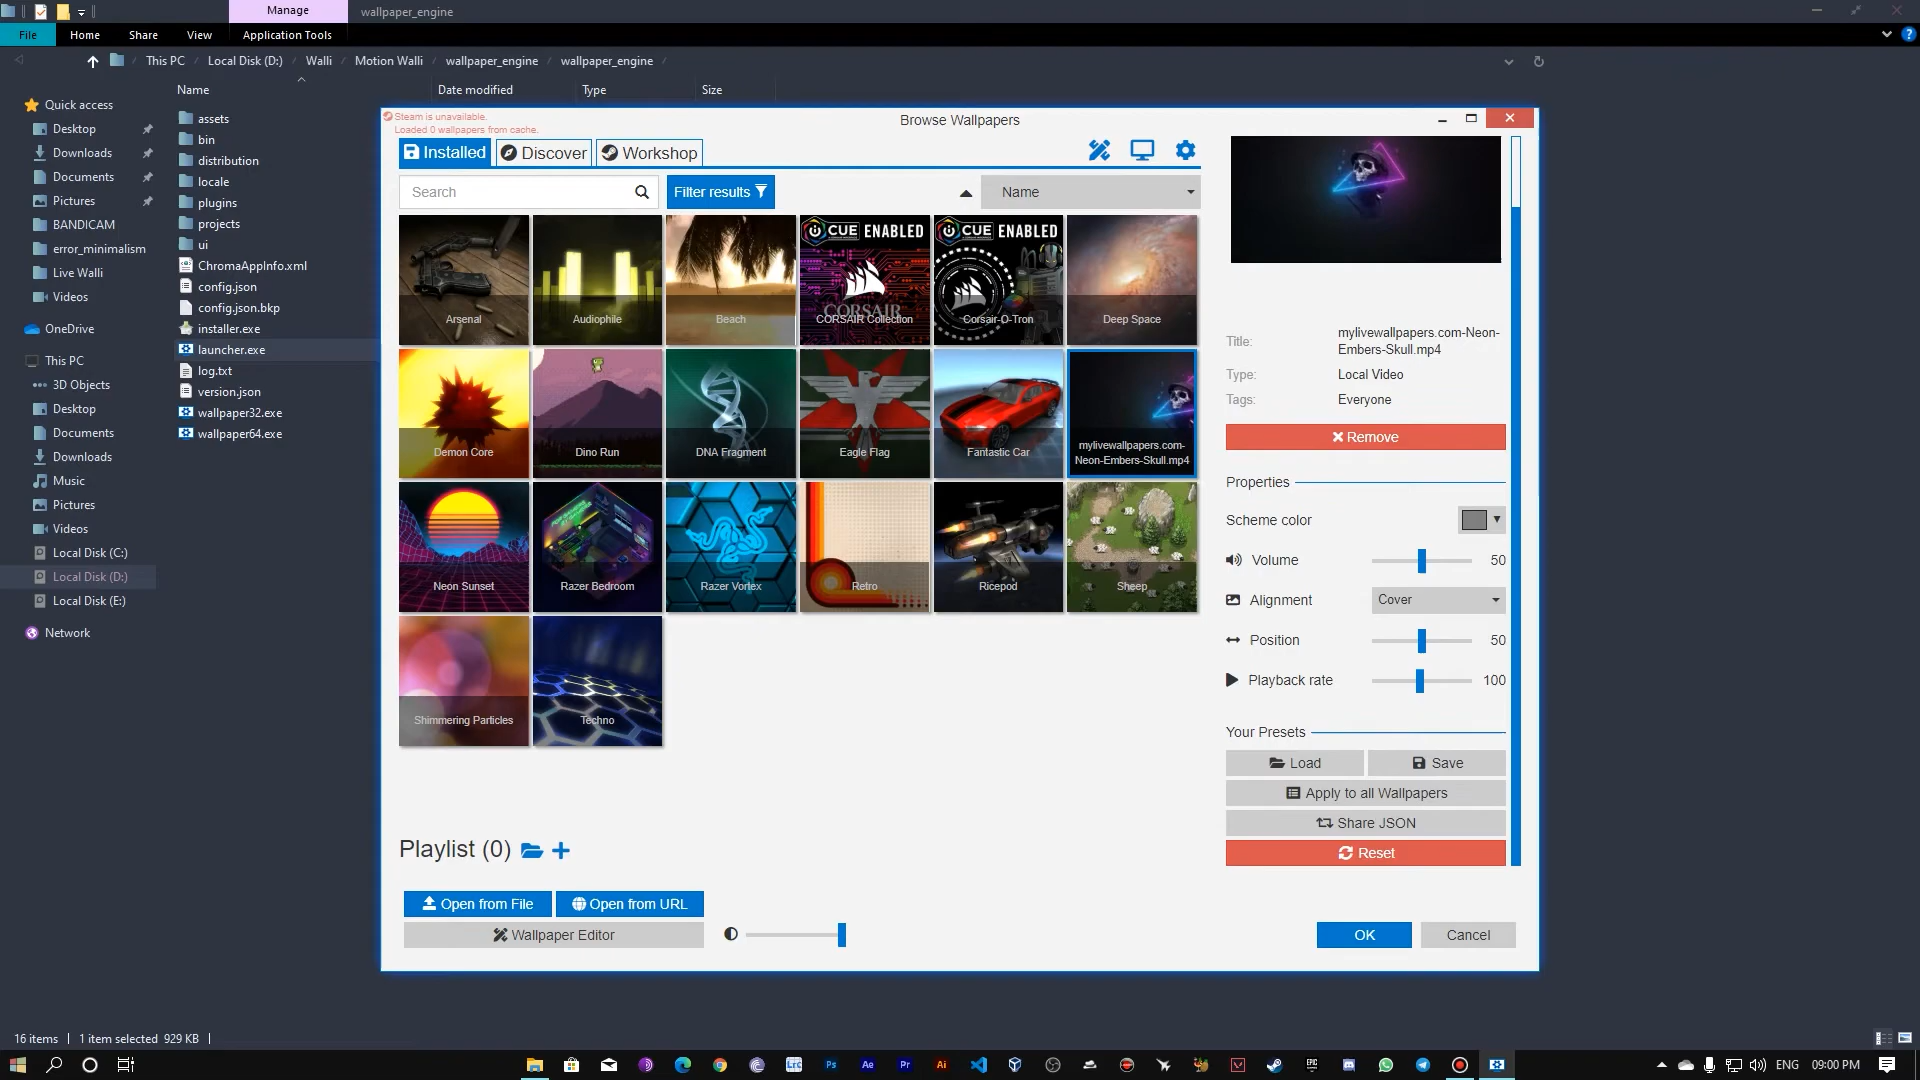 Manage
wallpaper_engine
File
Home
Share
View
Application Tools
This PC
Local Disk (D:)
Walli
Motion Walli
wallpaper_engine
wallpaper_engine
Name
Date modified
Type
Size
Quick access
Desktop
Downloads
Documents
Pictures
BANDICAM
error_minimalism
Live Walli
Videos
OneDrive
This PC
3D Objects
Desktop
Documents
Downloads
Music
Pictures
Videos
Local Disk (C:)
Local Disk (D:)
Local Disk (E:)
Network
assets
bin
distribution
locale
plugins
projects
ui
ChromaAppInfo.xml
config.json
config.json.bkp
installer.exe
launcher.exe
log.txt
version.json
wallpaper32.exe
wallpaper64.exe
Steam is unavailable.
Loaded 0 wallpapers from cache.
Browse Wallpapers
Installed
Discover
Workshop
Search
Filter results
Name
Arsenal
Audiophile
Beach
CUE ENABLED
CORSAIR
CORSAIR Collection
CUE ENABLED
Corsair-O-Tron
Deep Space
Demon Core
Dino Run
DNA Fragment
Eagle Flag
Fantastic Car
mylivewallpapers.com-
Neon-Embers-Skull.mp4
Neon Sunset
Razer Bedroom
Razer Vortex
Retro
Ricepod
Sheep
Shimmering Particles
Techno
Playlist (0)
Open from File
Open from URL
Wallpaper Editor
Title:
mylivewallpapers.com-Neon-
Embers-Skull.mp4
Type:
Local Video
Tags:
Everyone
Remove
Properties
Scheme color
Volume
50
Alignment
Cover
Position
50
Playback rate
100
Your Presets
Load
Save
Apply to all Wallpapers
Share JSON
Reset
OK
Cancel
16 items
1 item selected 929 KB
Lrc
Ps
Ae
Pr
Ai
EPIC
ENG
09:00 PM